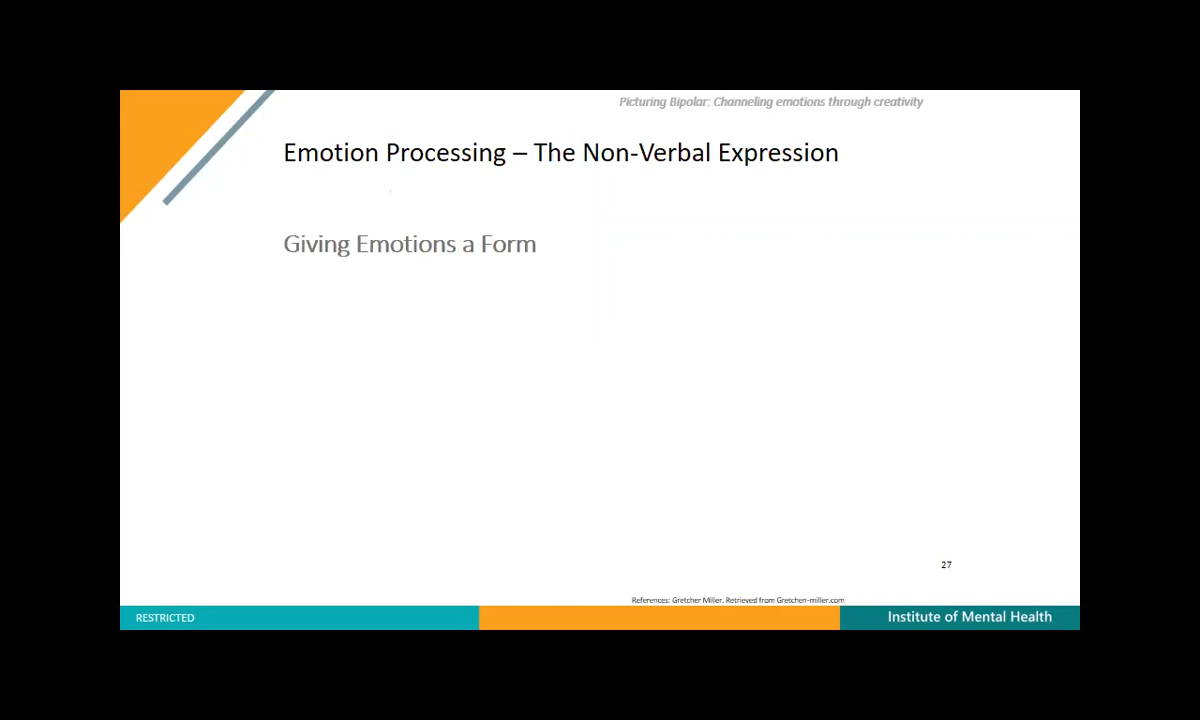 Picturing Bipolar: Channeling emotions through creativity
Emotion Processing – The Non-Verbal Expression
Giving Emotions a Form
27
References: Gretcher Miller. Retrieved from Gretchen-miller.com
RESTRICTED
Institute of Mental Health